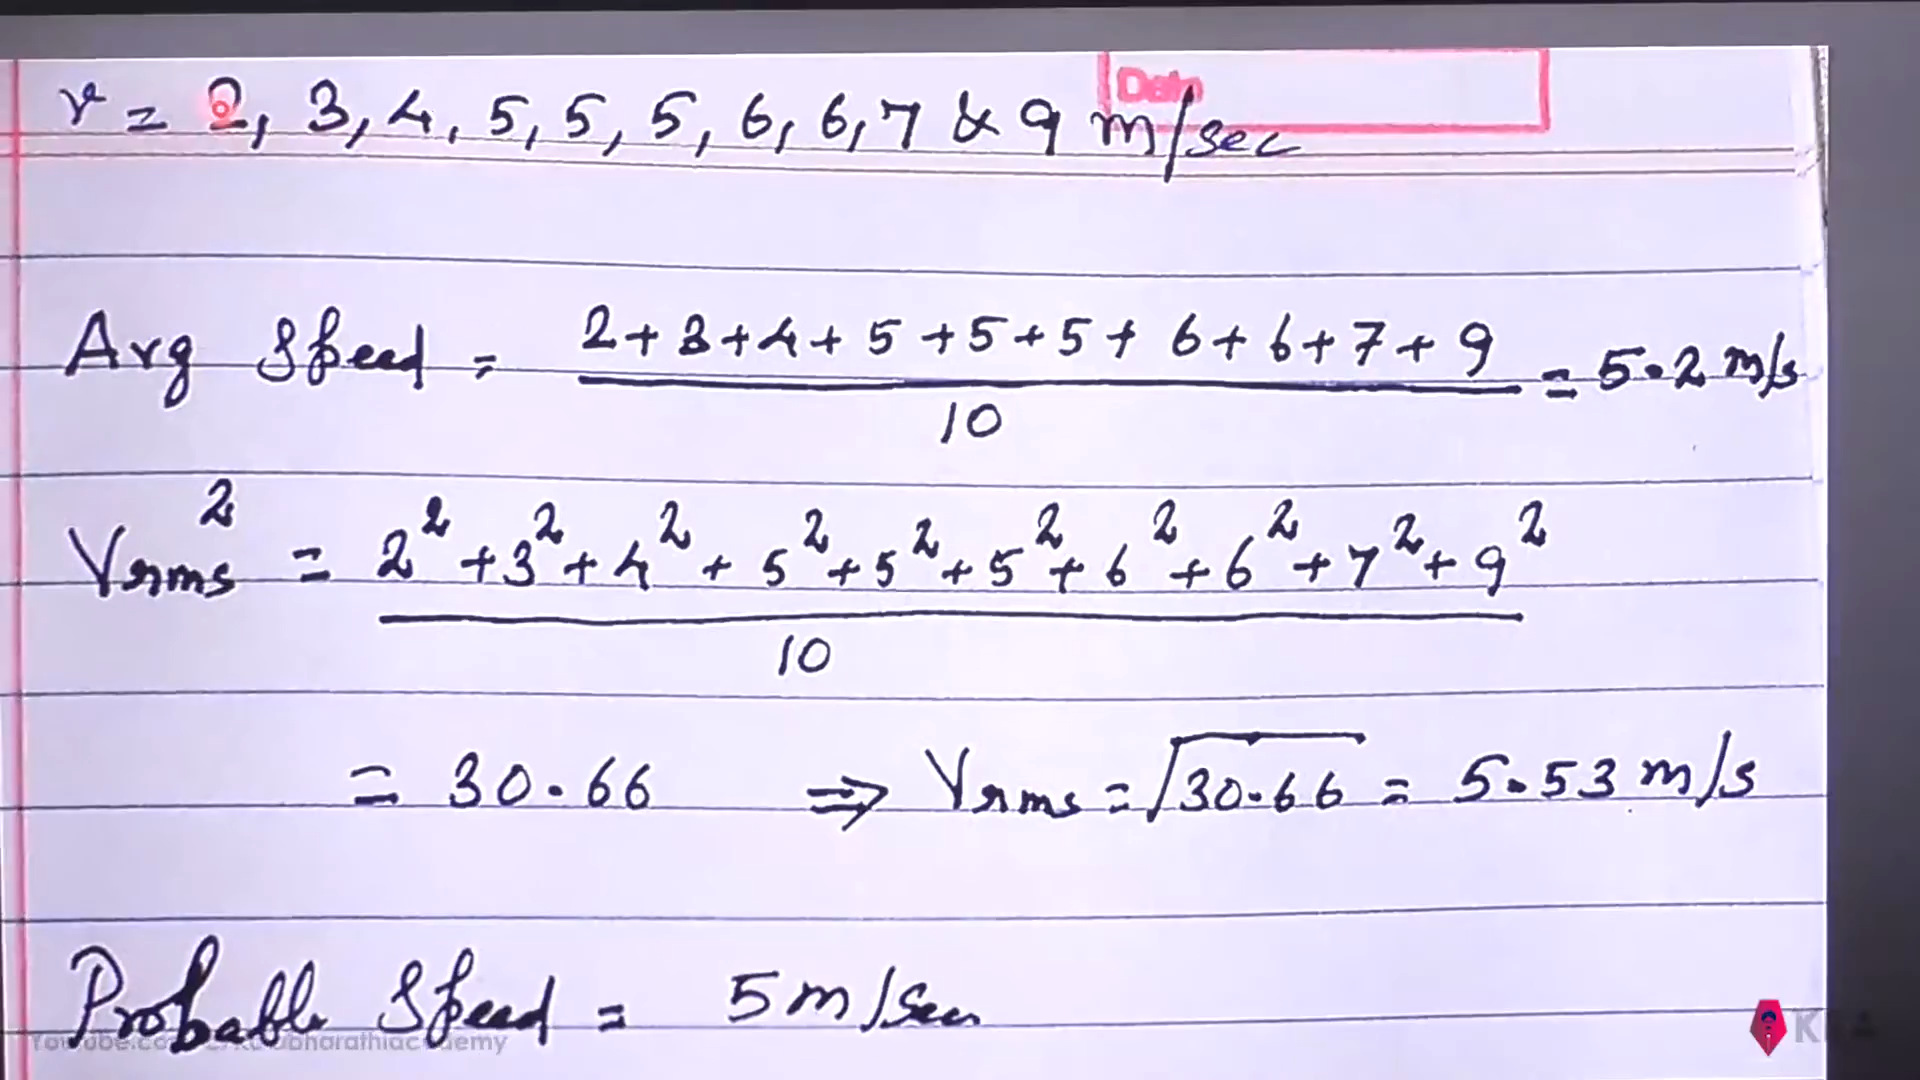 v = 2, 3, 4, 5, 5, 5, 6, 6, 7 & 9 m/sec
Date
Avg Speed = 2+3+4+5+5+5+6+6+7+9 / 10 = 5.2 m/s
Vrms² = 2²+3²+4²+5²+5²+5²+6²+6²+7²+9² / 10
= 30.66 ⇒ Vrms = √30.66 = 5.53 m/s
Probable Speed = 5 m/sec